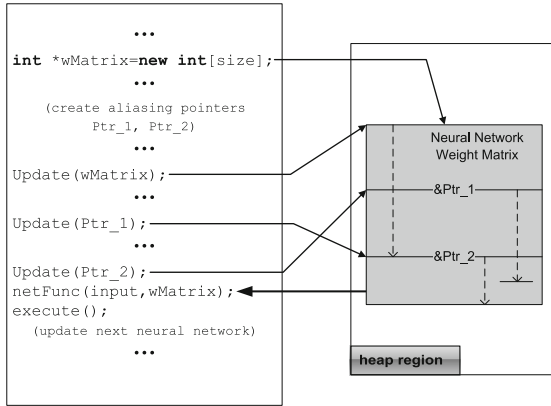 •••
int *wMatrix=new int[size];
•••
(create aliasing pointers
Ptr_1, Ptr_2)
•••
Update(wMatrix);
•••
Update(Ptr_1);
•••
Update(Ptr_2);
netFunc(input,wMatrix);
execute();
(update next neural network)
•••
Neural Network
Weight Matrix
&Ptr_1
&Ptr_2
heap region